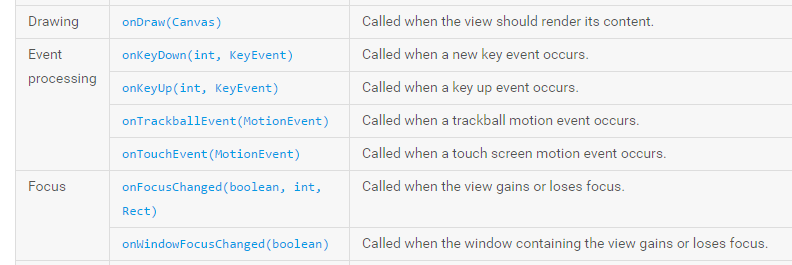 Drawing onDraw(Canvas) Called when the view should render its content.
Event processing onKeyDown(int, KeyEvent) Called when a new key event occurs.
onKeyUp(int, KeyEvent) Called when a key up event occurs.
onTrackballEvent(MotionEvent) Called when a trackball motion event occurs.
onTouchEvent(MotionEvent) Called when a touch screen motion event occurs.
Focus onFocusChanged(boolean, int, Rect) Called when the view gains or loses focus.
onWindowFocusChanged(boolean) Called when the window containing the view gains or loses focus.